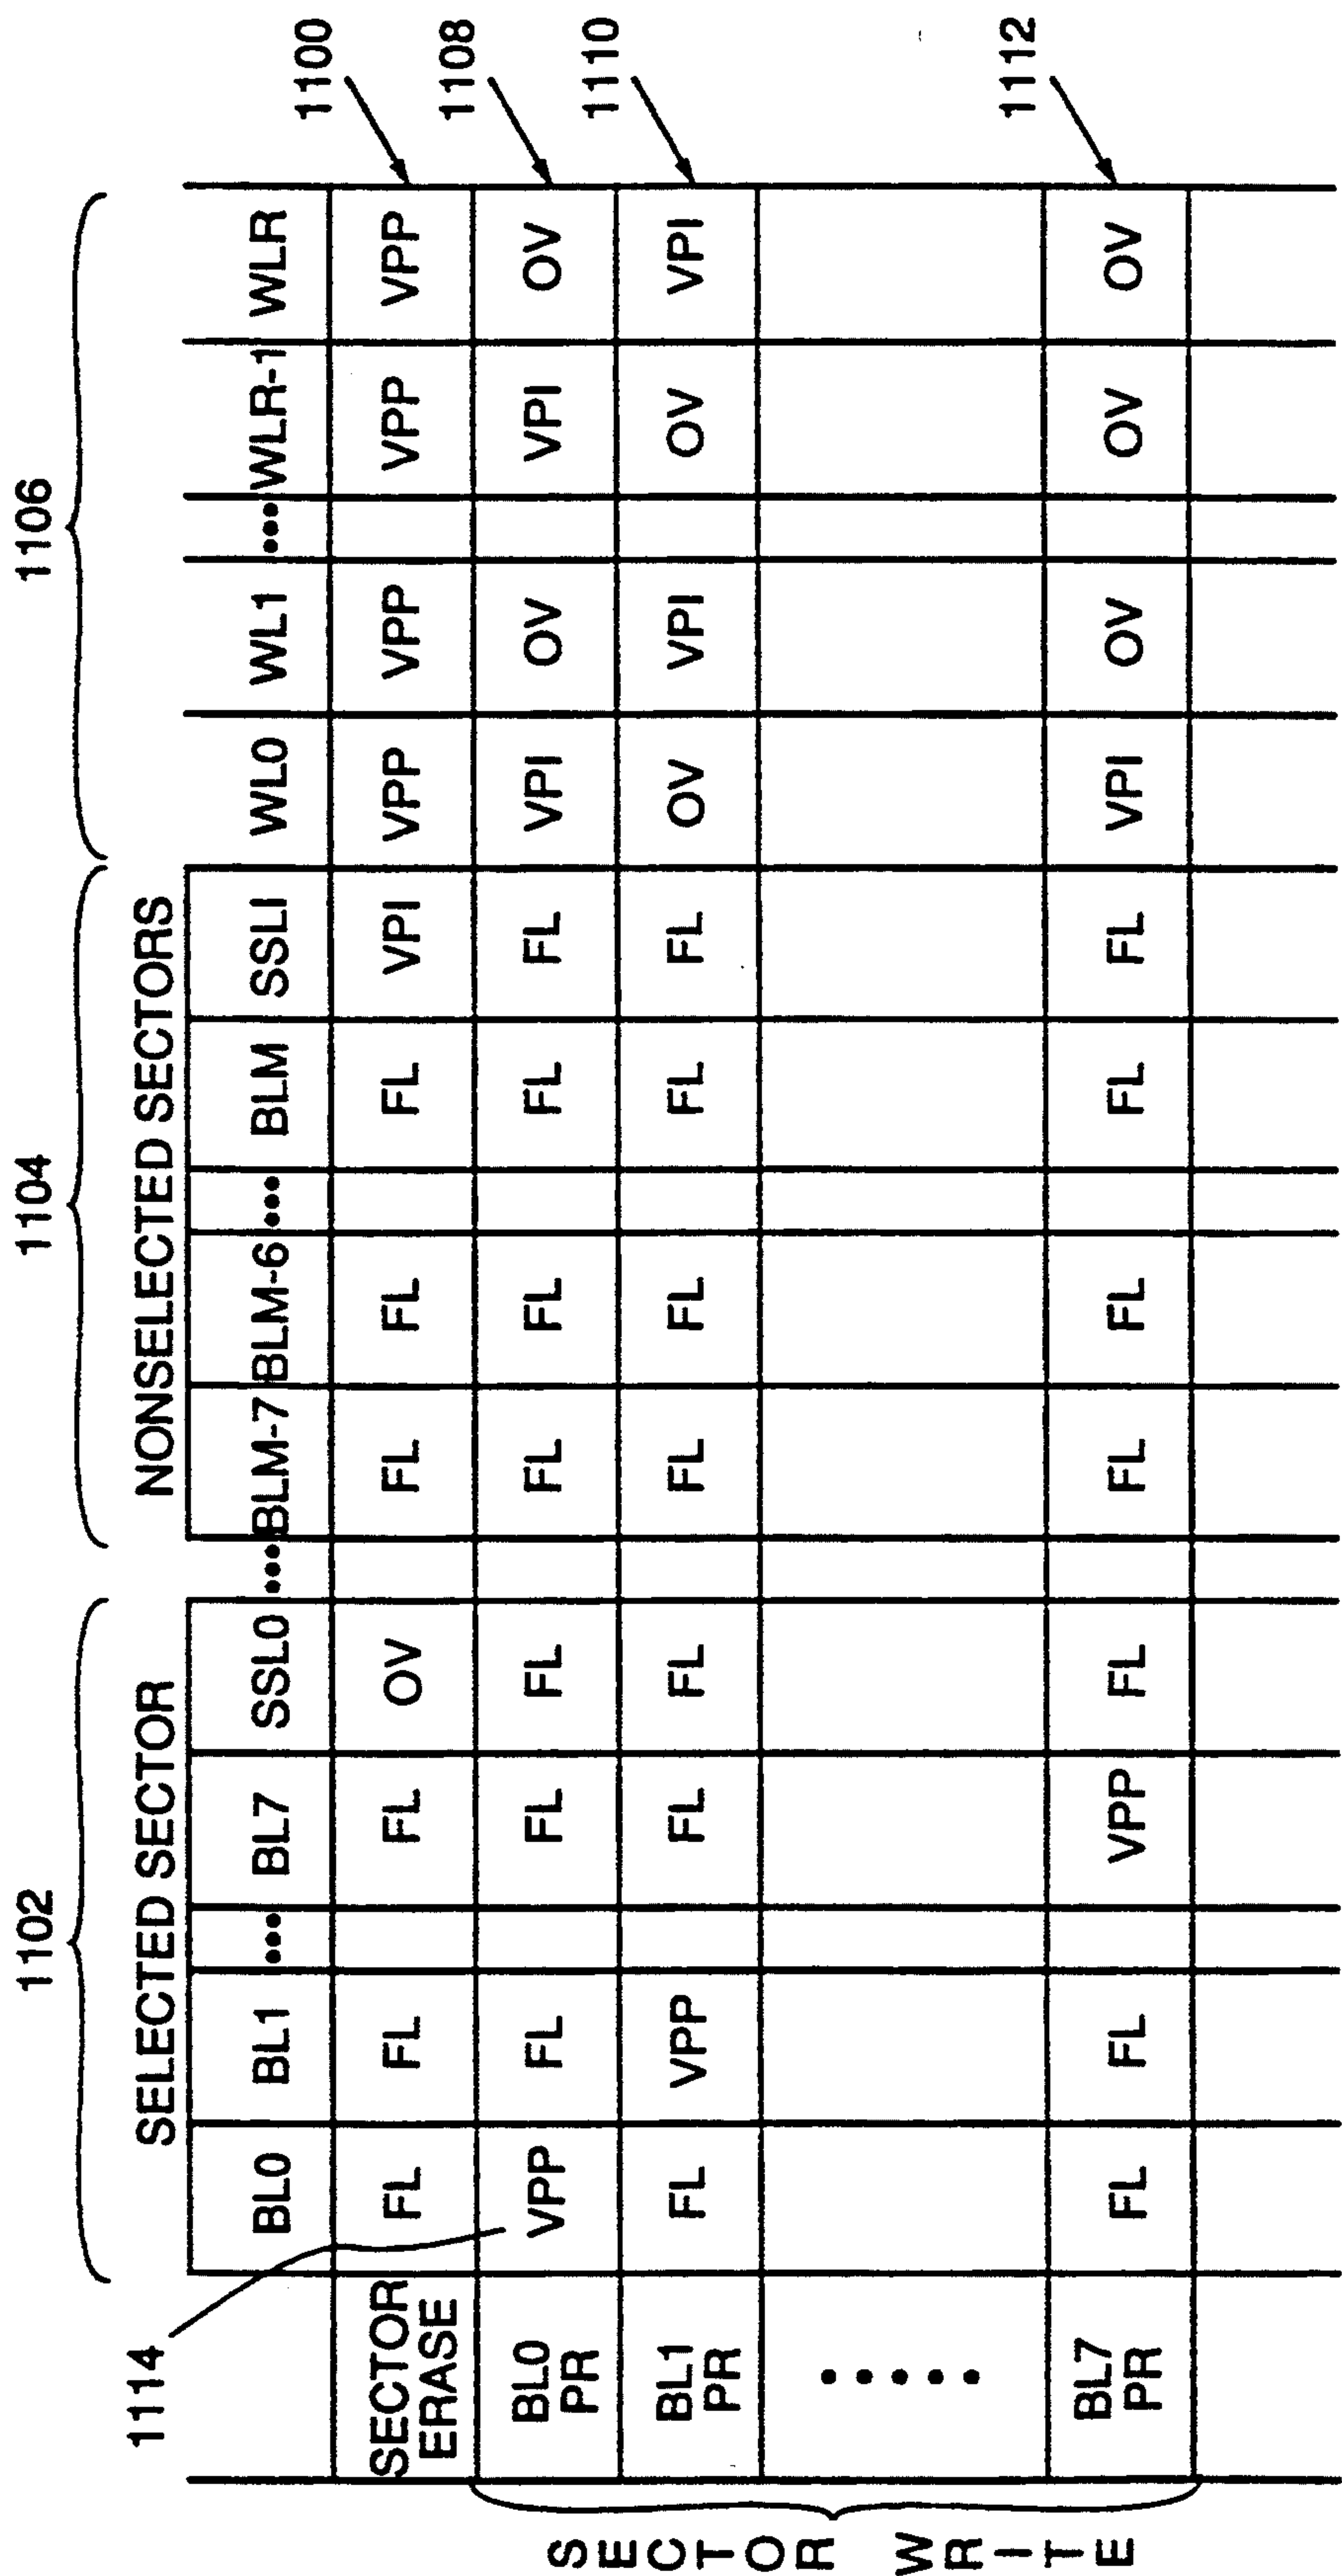 1102 1104 1106
SELECTED SECTOR NONSELECTED SECTORS
BL0 BL1 ••• BL7 SSL0 ••• BLM-7 BLM-6 ••• BLM SSLI WL0 WL1 ••• WLR-1 WLR
1114
1100
SECTOR ERASE FL FL FL OV FL FL FL VPI VPP VPP VPP VPP
1108
BL0 PR VPP FL FL FL FL FL FL FL VPI OV VPI OV
1110
BL1 PR FL VPP FL FL FL FL FL FL OV VPI OV VPI
•••••
1112
BL7 PR FL FL VPP FL FL FL FL FL VPI OV OV OV
SECTOR WRITE